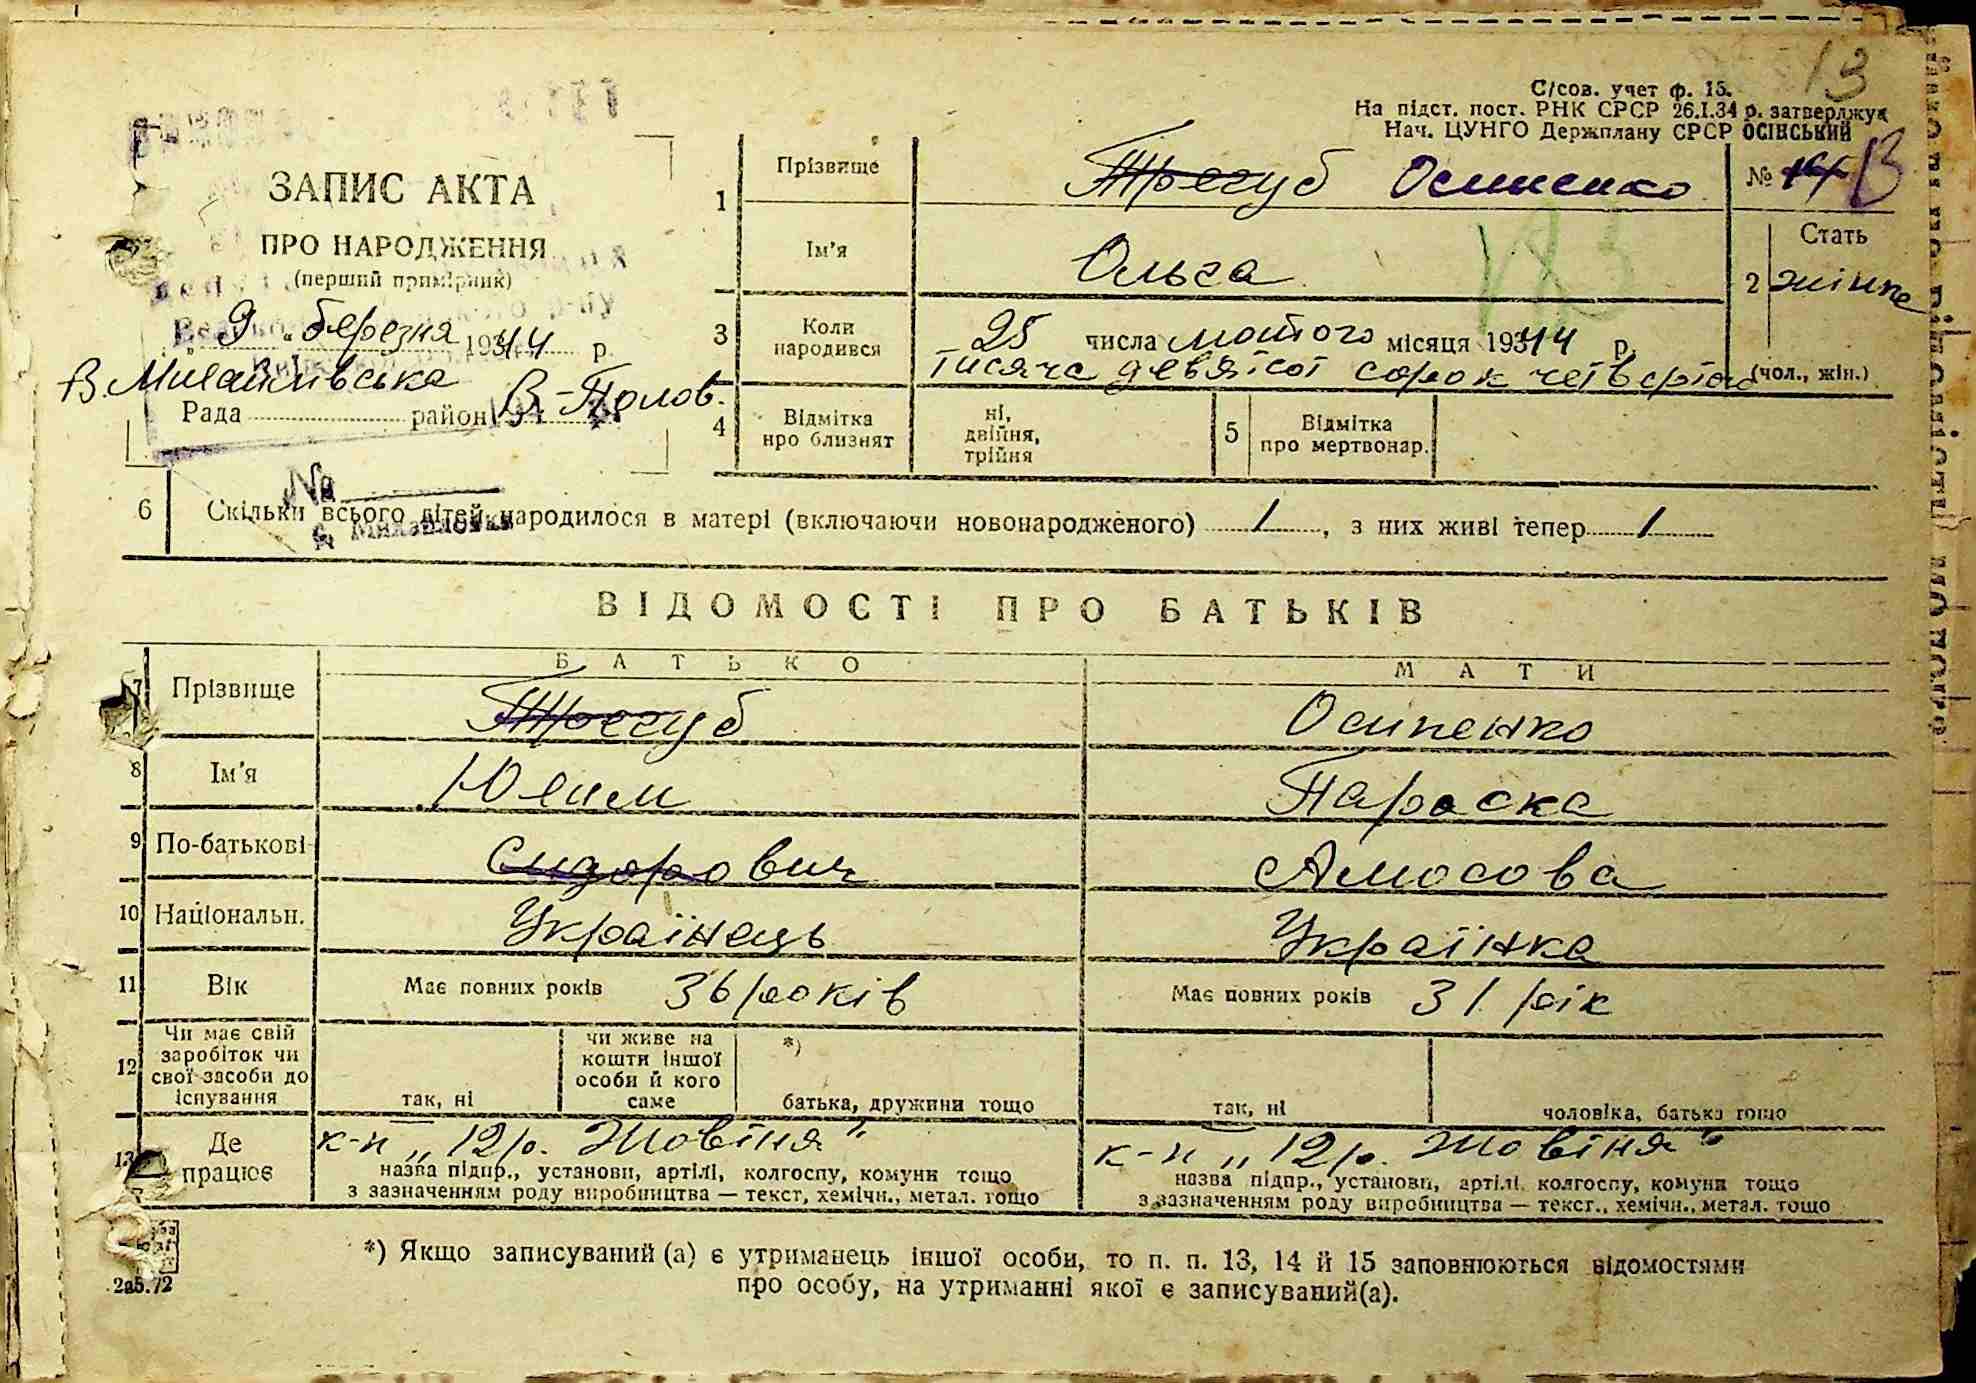 13
С/сов. учет ф. 15.
На підст. пост. РНК СРСР 26.I.34 р. затверджую
Нач. ЦУНГО Держплану СРСР ОСІНСЬКИЙ
ЗАПИС АКТА
ПРО НАРОДЖЕННЯ
(перший примірник)
9 „ березня 1944 р.
В. Михайлівська В-Полов.
Рада район
№
с. Михайловка
1 Прізвище Трегуб Осипенко № 13
Ім'я Ольга
Стать
2 жіноче
(чол., жін.)
3 Коли народився 25 числа лютого місяця 1944 р.
тисяча девятсот сорок четвертого
4 Відмітка про близнят ні, двійня, трійня
5 Відмітка про мертвонар.
6 Скільки всього дітей народилося в матері (включаючи новонародженого) 1, з них живі тепер 1
ВІДОМОСТІ ПРО БАТЬКІВ
БАТЬКО МАТИ
7 Прізвище Трегуб Осипенко
8 Ім'я Юхим Параска
9 По-батькові Сидорович Амосова
10 Національн. Українець Українка
11 Вік Має повних років 36 років Має повних років 31 рік
12 Чи має свій заробіток чи свої засоби до існування так, ні чи живе на кошти іншої особи й кого саме *) батька, дружини тощо так, ні чоловіка, батька тощо
13 Де працює к-п „12 р. Жовтня" к-п „12 р. Жовтня"
назва підпр., установи, артілі, колгоспу, комуни тощо назва підпр., установи, артілі, колгоспу, комуни тощо
з зазначенням роду виробництва — текст, хемічн., метал. тощо з зазначенням роду виробництва — текст., хемічн., метал. тощо
*) Якщо записуваний (а) є утриманець іншої особи, то п. п. 13, 14 й 15 заповнюються відомостями
про особу, на утриманні якої є записуваний(а).